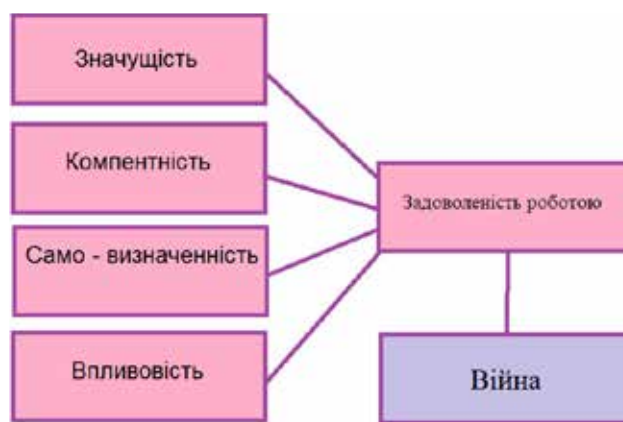 Значущість
Компентність
Само - визначенність
Впливовість
Задоволеність роботою
Війна